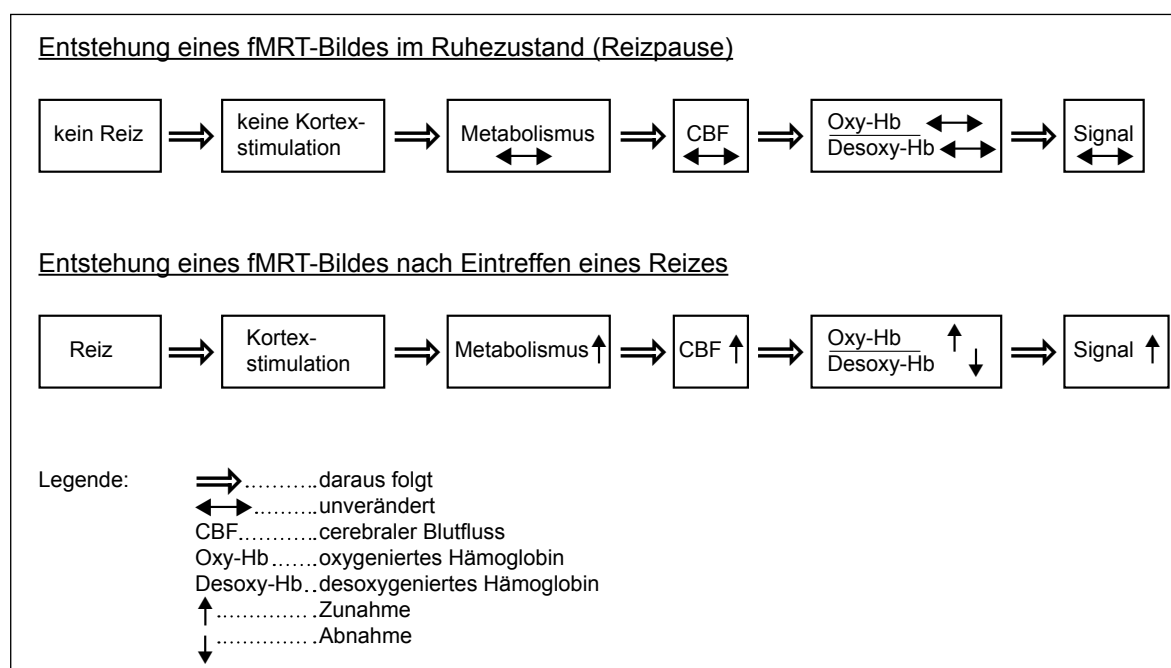 Entstehung eines fMRT-Bildes im Ruhezustand (Reizpause)
kein Reiz
keine Kortex-
stimulation
Metabolismus
CBF
Oxy-Hb
Desoxy-Hb
Signal
Entstehung eines fMRT-Bildes nach Eintreffen eines Reizes
Reiz
Kortex-
stimulation
Metabolismus ↑
CBF ↑
Oxy-Hb ↑
Desoxy-Hb ↓
Signal ↑
Legende:
⇒ .......... daraus folgt
↔ ......... unverändert
CBF........... cerebraler Blutfluss
Oxy-Hb ...... oxygeniertes Hämoglobin
Desoxy-Hb .. desoxygeniertes Hämoglobin
↑ ............. Zunahme
↓ ............. Abnahme